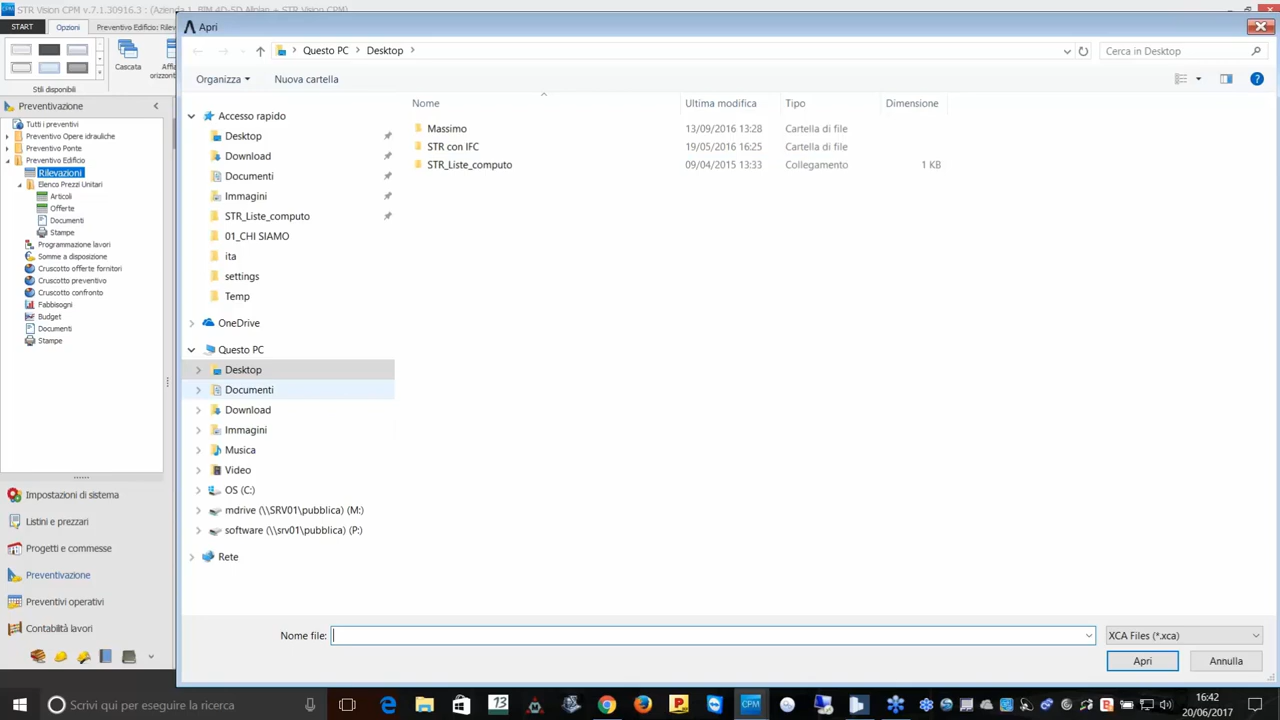 STR Vision CPM v.7.1.30916.3 : (Azienda 1, BIM 4D-5D Allplan + STR Vision CPM)
START
Opzioni
Preventivo Edificio: Rilev
Cascata
orizzont
Stili disponibili
Preventivazione
Tutti i preventivi
Preventivo Opere idrauliche
Preventivo Ponte
Preventivo Edificio
Rilevazioni
Elenco Prezzi Unitari
Articoli
Offerte
Documenti
Stampe
Programmazione lavori
Somme a disposizione
Cruscotto offerte fornitori
Cruscotto preventivo
Cruscotto confronto
Fabbisogni
Budget
Documenti
Stampe
Impostazioni di sistema
Listini e prezzari
Progetti e commesse
Preventivazione
Preventivi operativi
Contabilità lavori
Apri
Questo PC > Desktop >
Cerca in Desktop
Organizza
Nuova cartella
Nome
Ultima modifica
Tipo
Dimensione
Massimo 13/09/2016 13:28 Cartella di file
STR con IFC 19/05/2016 16:25 Cartella di file
STR_Liste_computo 09/04/2015 13:33 Collegamento 1 KB
Accesso rapido
Desktop
Download
Documenti
Immagini
STR_Liste_computo
01_CHI SIAMO
ita
settings
Temp
OneDrive
Questo PC
Desktop
Documenti
Download
Immagini
Musica
Video
OS (C:)
mdrive (\\SRV01\pubblica) (M:)
software (\\srv01\pubblica) (P:)
Rete
Nome file:
XCA Files (*.xca)
Apri
Annulla
Scrivi qui per eseguire la ricerca
13
CPM
16:42
20/06/2017